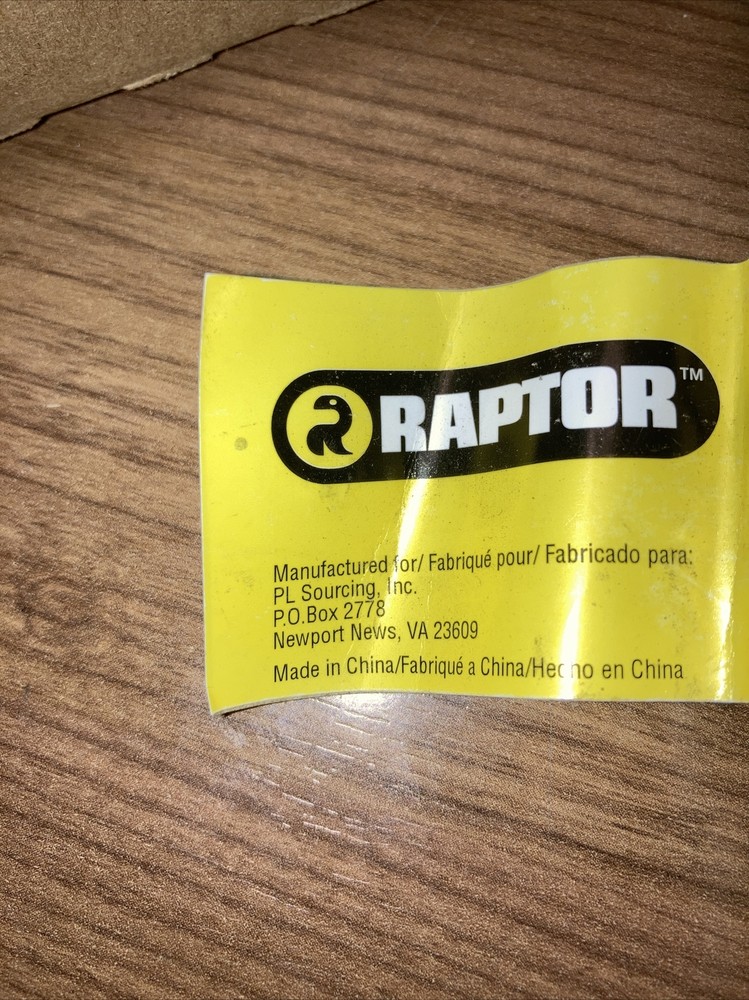 RAPTOR™
Manufactured for/ Fabriqué pour/ Fabricado para:
PL Sourcing, Inc.
P.O.Box 2778
Newport News, VA 23609
Made in China/Fabriqué a China/Hecho en China